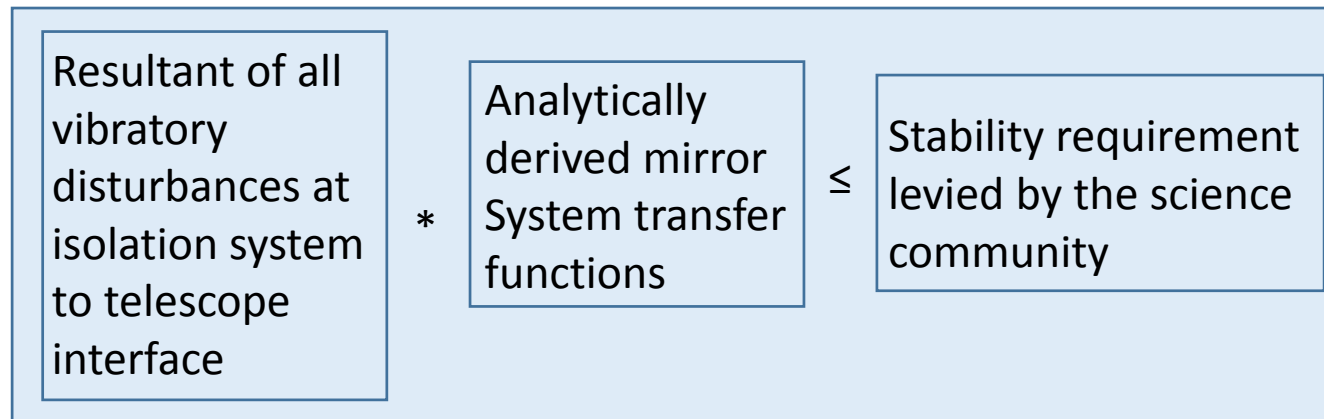 Resultant of all
vibratory
disturbances at
isolation system
to telescope
interface
*
Analytically
derived mirror
System transfer
functions
≤
Stability requirement
levied by the science
community